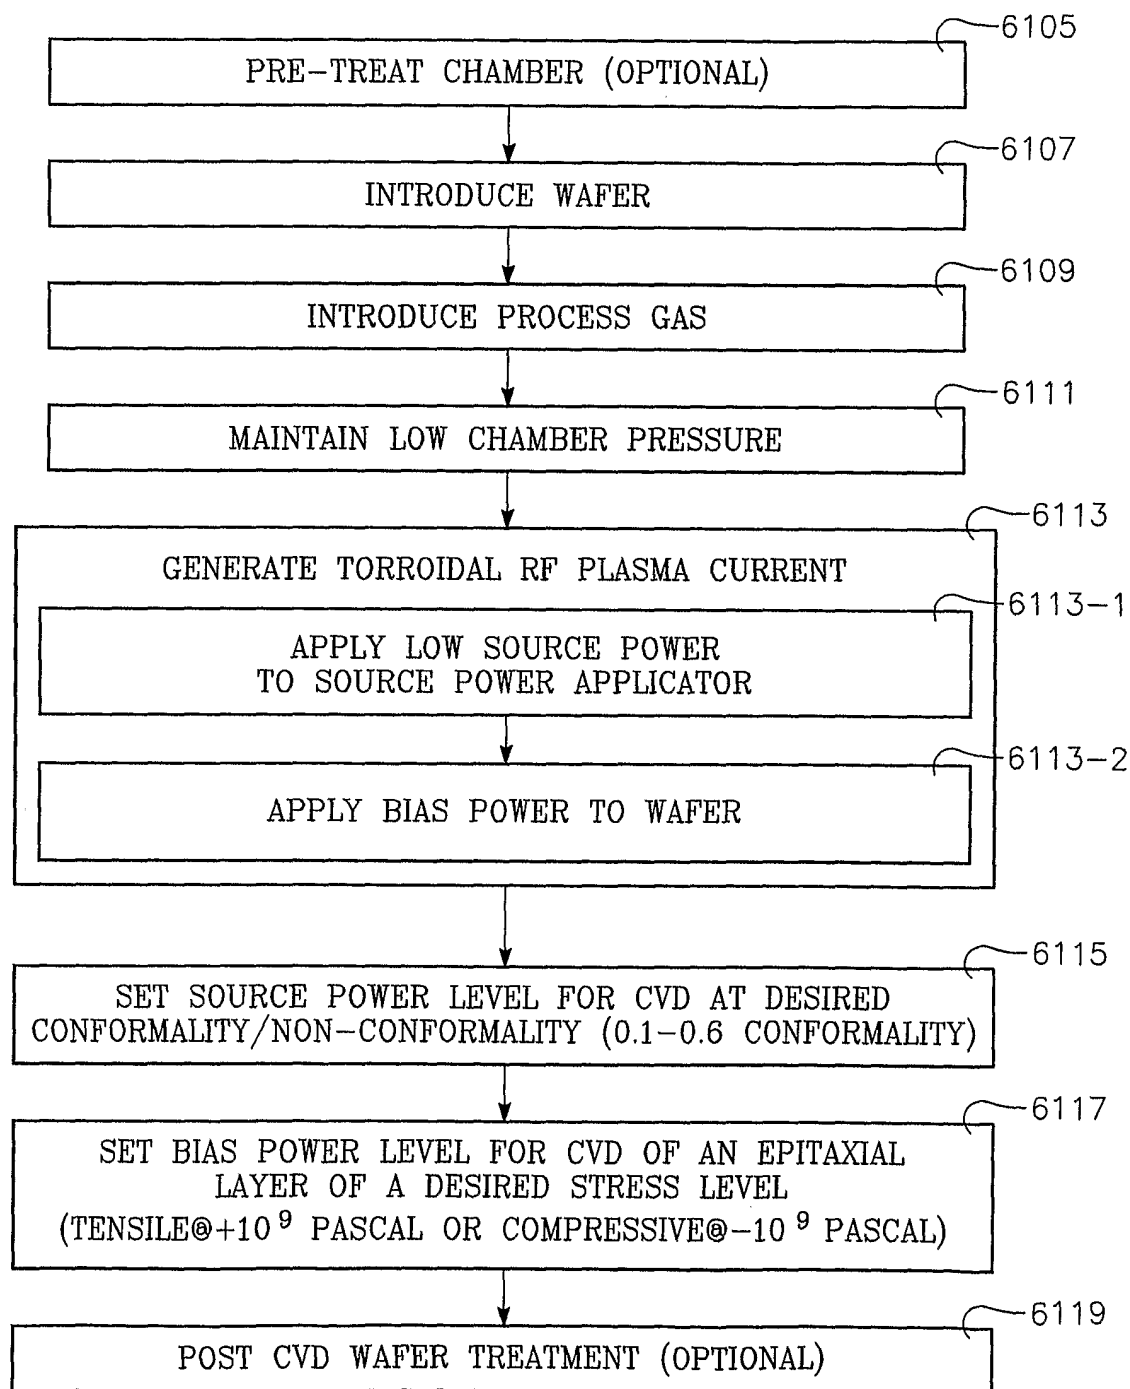 6105
PRE-TREAT CHAMBER (OPTIONAL)
6107
INTRODUCE WAFER
6109
INTRODUCE PROCESS GAS
6111
MAINTAIN LOW CHAMBER PRESSURE
6113
GENERATE TORROIDAL RF PLASMA CURRENT
6113-1
APPLY LOW SOURCE POWER
TO SOURCE POWER APPLICATOR
6113-2
APPLY BIAS POWER TO WAFER
6115
SET SOURCE POWER LEVEL FOR CVD AT DESIRED
CONFORMALITY/NON-CONFORMALITY (0.1-0.6 CONFORMALITY)
6117
SET BIAS POWER LEVEL FOR CVD OF AN EPITAXIAL
LAYER OF A DESIRED STRESS LEVEL
(TENSILE@+10⁹ PASCAL OR COMPRESSIVE@-10⁹ PASCAL)
6119
POST CVD WAFER TREATMENT (OPTIONAL)